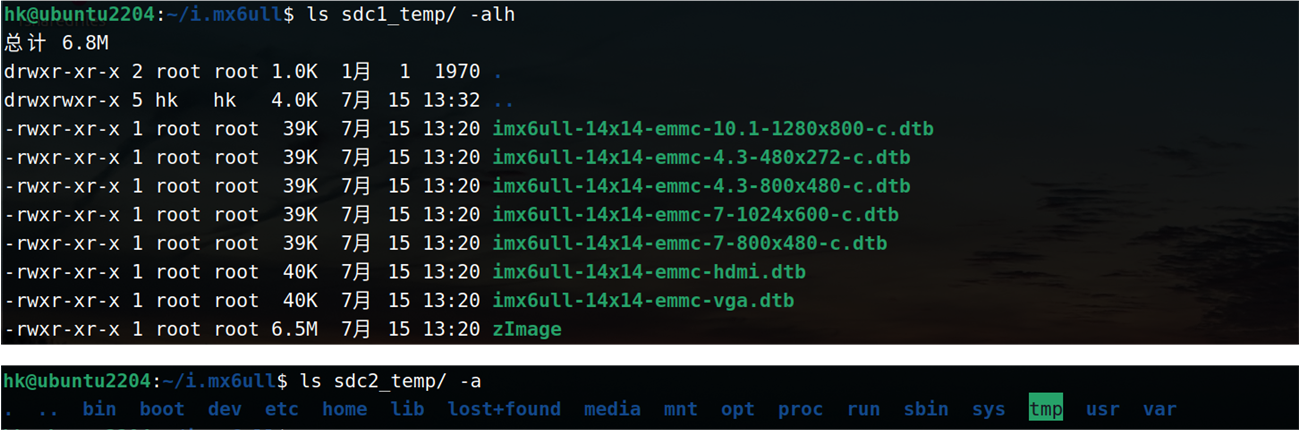 hk@ubuntu2204:~/i.mx6ull$ ls sdc1_temp/ -alh
总计 6.8M
drwxr-xr-x 2 root root 1.0K  1月  1  1970 .
drwxrwxr-x 5 hk   hk   4.0K  7月 15 13:32 ..
-rwxr-xr-x 1 root root  39K  7月 15 13:20 imx6ull-14x14-emmc-10.1-1280x800-c.dtb
-rwxr-xr-x 1 root root  39K  7月 15 13:20 imx6ull-14x14-emmc-4.3-480x272-c.dtb
-rwxr-xr-x 1 root root  39K  7月 15 13:20 imx6ull-14x14-emmc-4.3-800x480-c.dtb
-rwxr-xr-x 1 root root  39K  7月 15 13:20 imx6ull-14x14-emmc-7-1024x600-c.dtb
-rwxr-xr-x 1 root root  39K  7月 15 13:20 imx6ull-14x14-emmc-7-800x480-c.dtb
-rwxr-xr-x 1 root root  40K  7月 15 13:20 imx6ull-14x14-emmc-hdmi.dtb
-rwxr-xr-x 1 root root  40K  7月 15 13:20 imx6ull-14x14-emmc-vga.dtb
-rwxr-xr-x 1 root root 6.5M  7月 15 13:20 zImage
hk@ubuntu2204:~/i.mx6ull$ ls sdc2_temp/ -a
.  ..  bin  boot  dev  etc  home  lib  lost+found  media  mnt  opt  proc  run  sbin  sys  tmp  usr  var